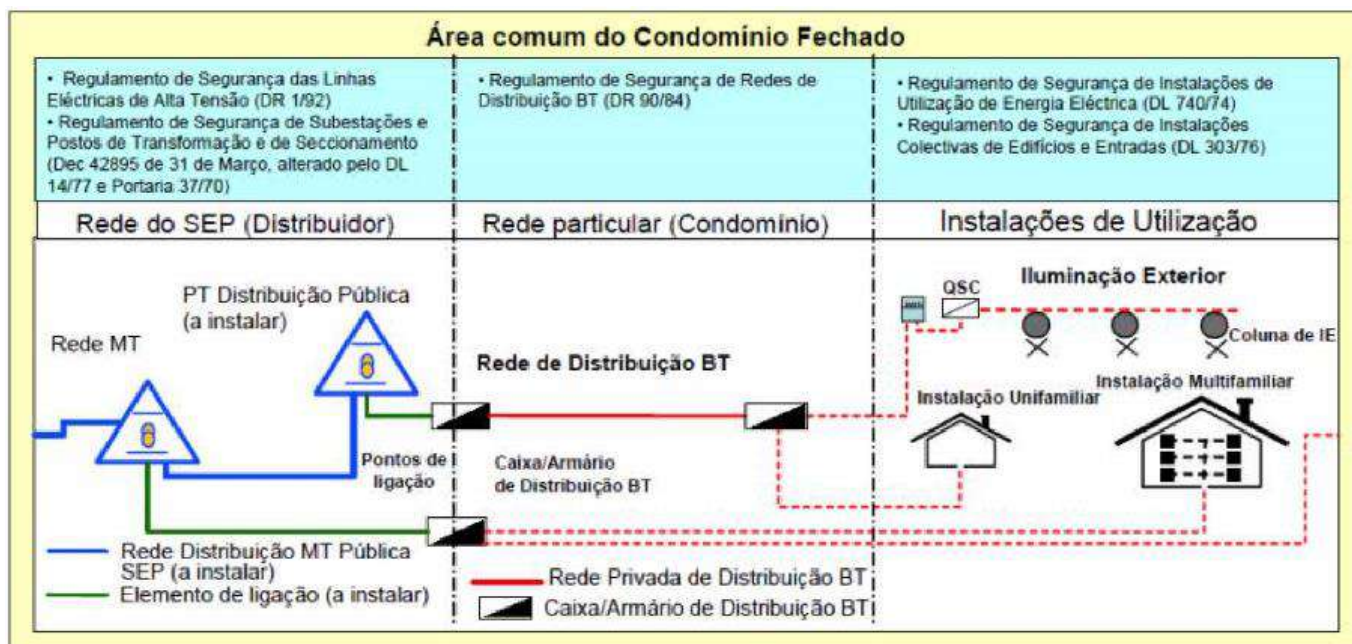 Área comum do Condomínio Fechado
• Regulamento de Segurança das Linhas
Eléctricas de Alta Tensão (DR 1/92)
• Regulamento de Segurança de Subestações e
Postos de Transformação e de Seccionamento
(Dec 42895 de 31 de Março, alterado pelo DL
14/77 e Portaria 37/70)
• Regulamento de Segurança de Redes de
Distribuição BT (DR 90/84)
• Regulamento de Segurança de Instalações de
Utilização de Energia Eléctrica (DL 740/74)
• Regulamento de Segurança de Instalações
Colectivas de Edifícios e Entradas (DL 303/76)
Rede do SEP (Distribuidor)
Rede particular (Condomínio)
Instalações de Utilização
PT Distribuição Pública
(a instalar)
Rede MT
Pontos de
ligação
Rede Distribuição MT Pública
SEP (a instalar)
Elemento de ligação (a instalar)
Rede de Distribuição BT
Caixa/Armário
de Distribuição BT
Rede Privada de Distribuição BT
Caixa/Armário de Distribuição BT
QSC
Iluminação Exterior
Coluna de IE
Instalação Unifamiliar
Instalação Multifamiliar